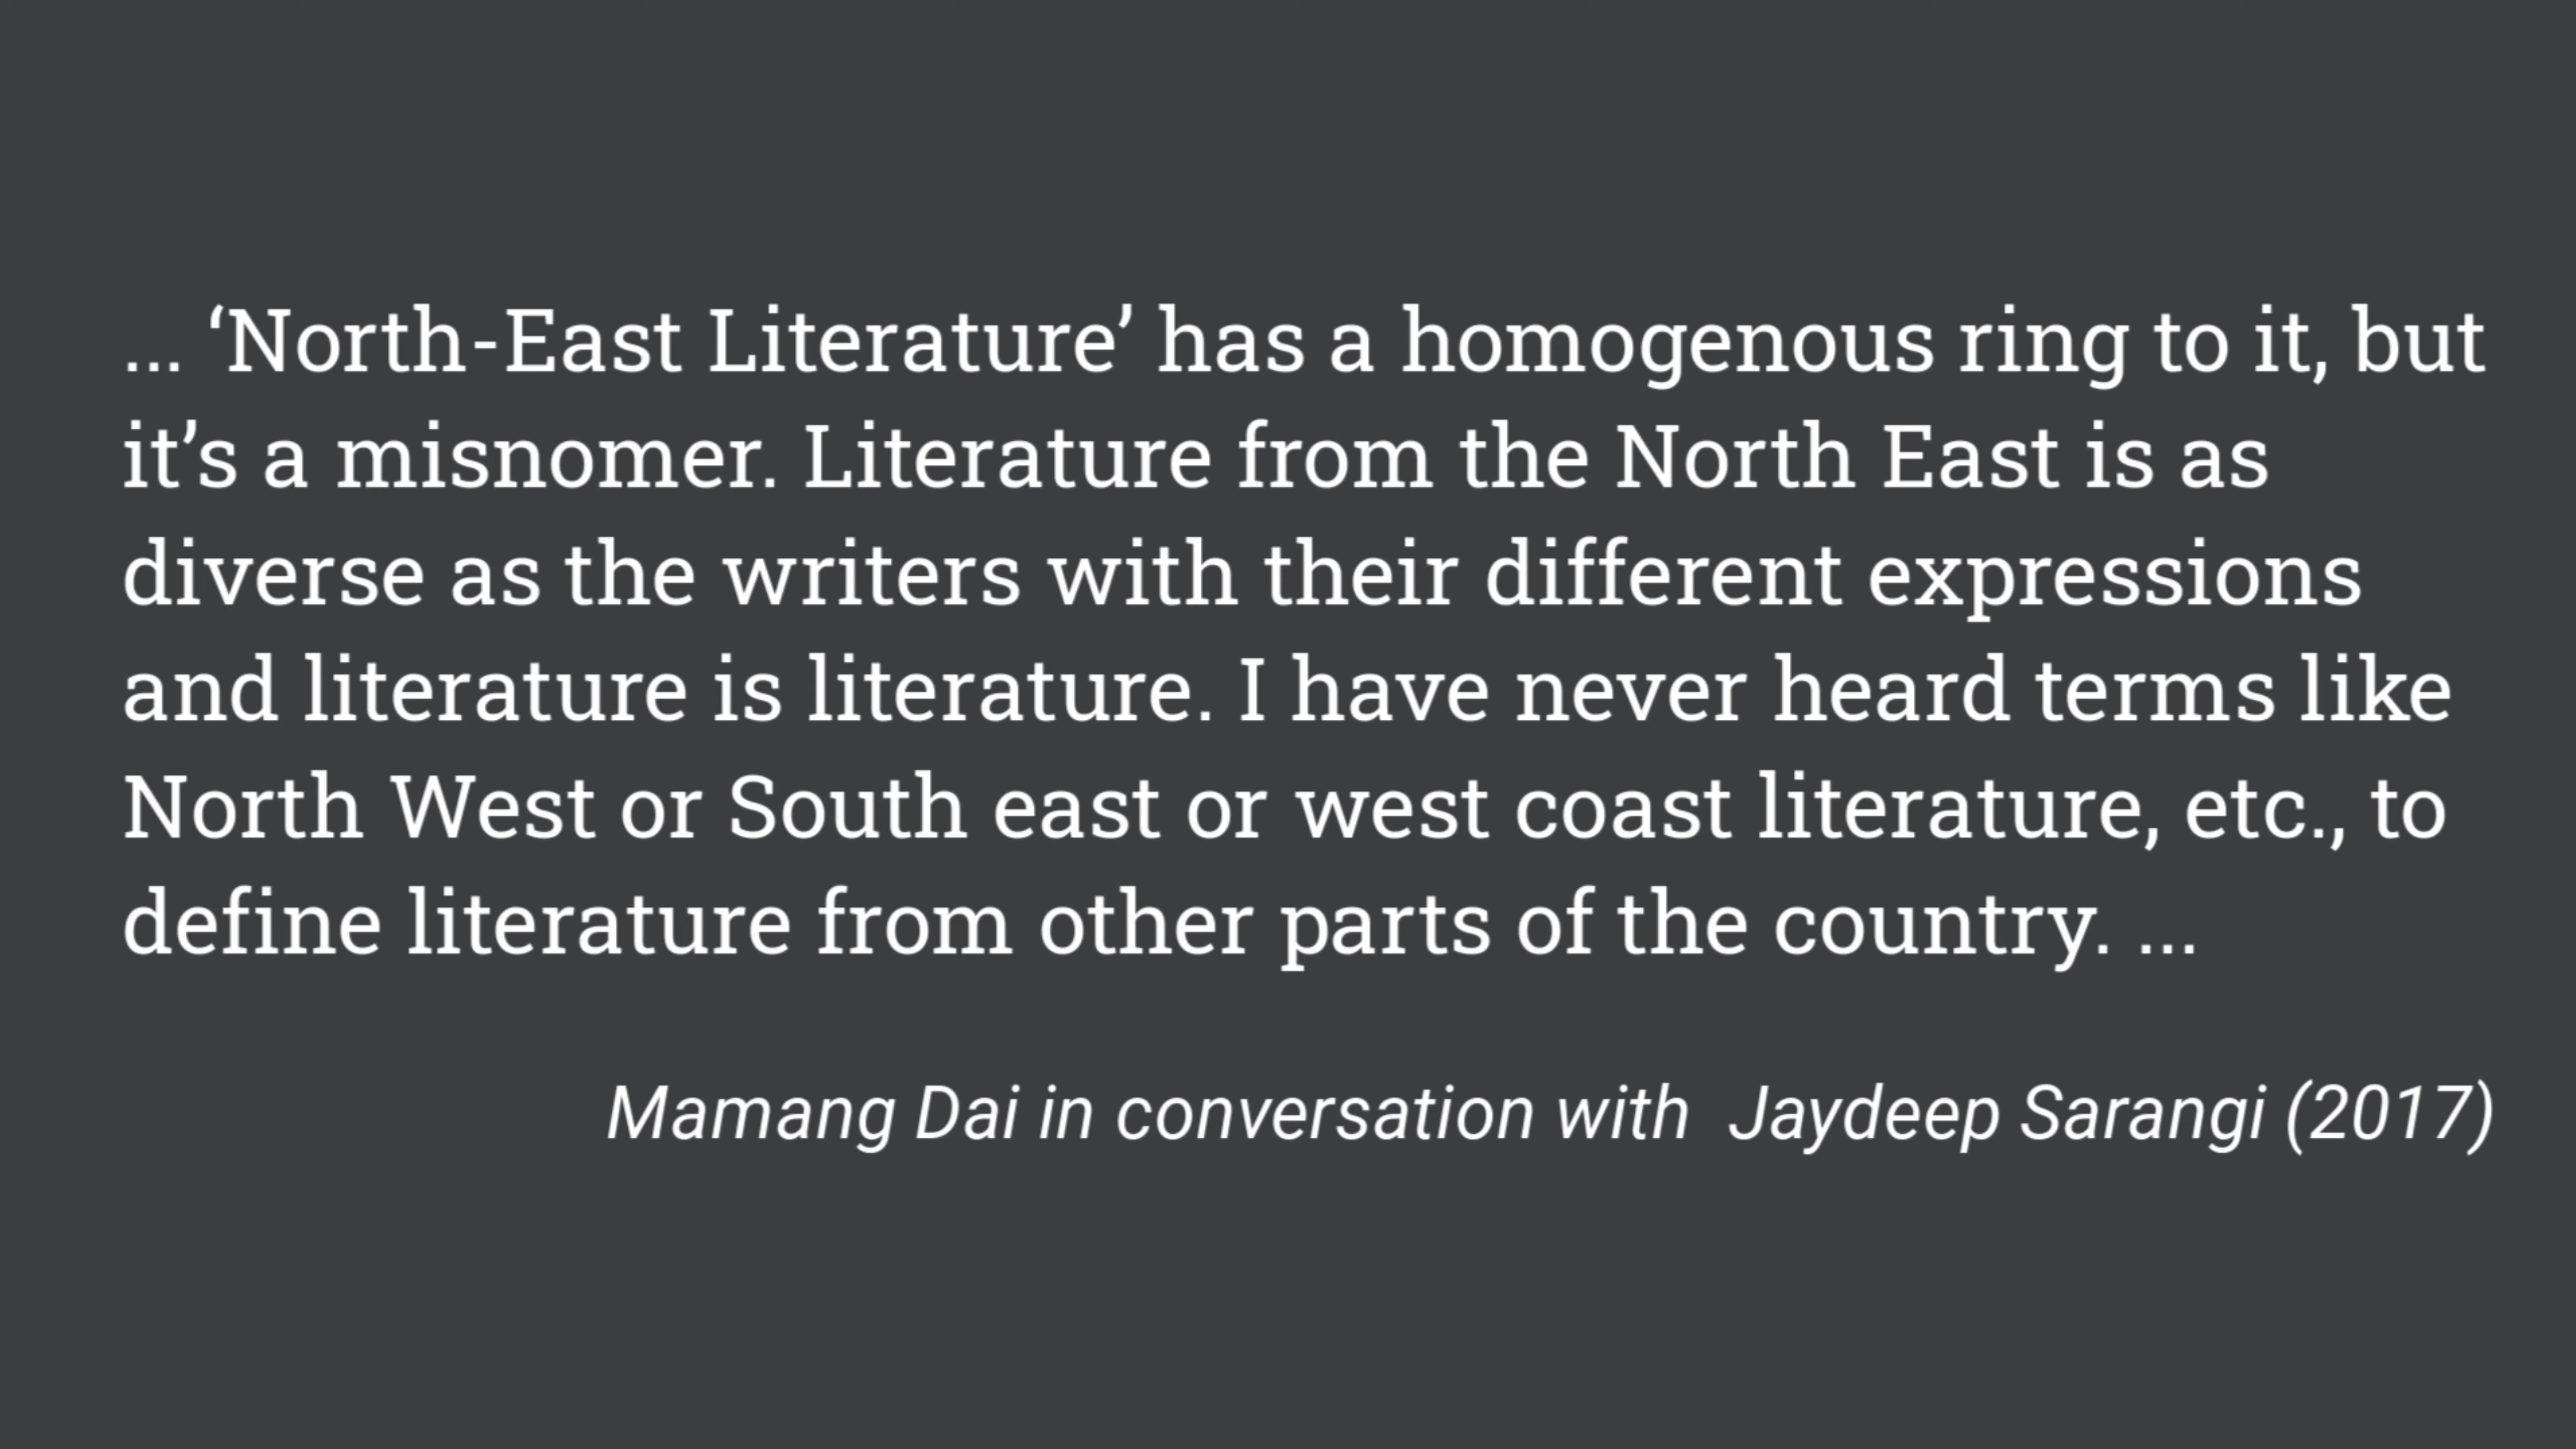 ... ‘North-East Literature’ has a homogenous ring to it, but
it’s a misnomer. Literature from the North East is as
diverse as the writers with their different expressions
and literature is literature. I have never heard terms like
North West or South east or west coast literature, etc., to
define literature from other parts of the country. ...
Mamang Dai in conversation with  Jaydeep Sarangi (2017)